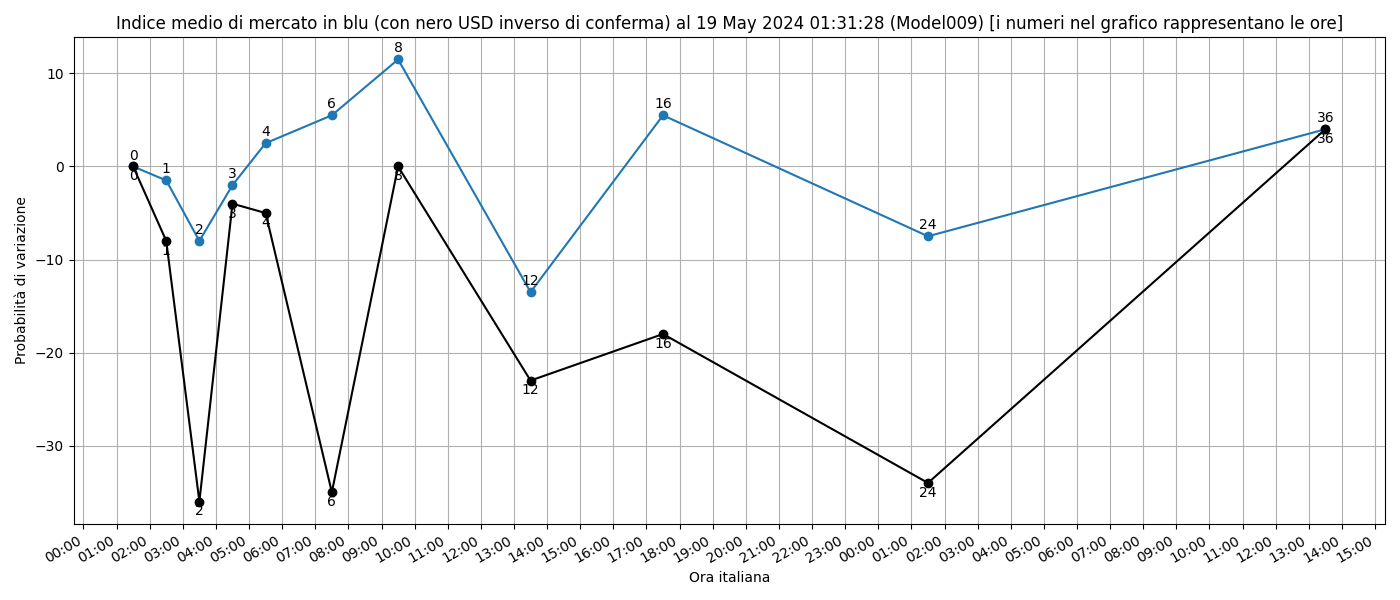 Indice medio di mercato in blu (con nero USD inverso di conferma) al 19 May 2024 01:31:28 (Model009) [i numeri nel grafico rappresentano le ore]
Probabilità di variazione
10
0
−10
−20
−30
0 1 2 3 4 6 8 12 16 24 36
0 1 2 3 4 6 8 12 16 24 36
00:00 01:00 02:00 03:00 04:00 05:00 06:00 07:00 08:00 09:00 10:00 11:00 12:00 13:00 14:00 15:00 16:00 17:00 18:00 19:00 20:00 21:00 22:00 23:00 00:00 01:00 02:00 03:00 04:00 05:00 06:00 07:00 08:00 09:00 10:00 11:00 12:00 13:00 14:00 15:00
Ora italiana